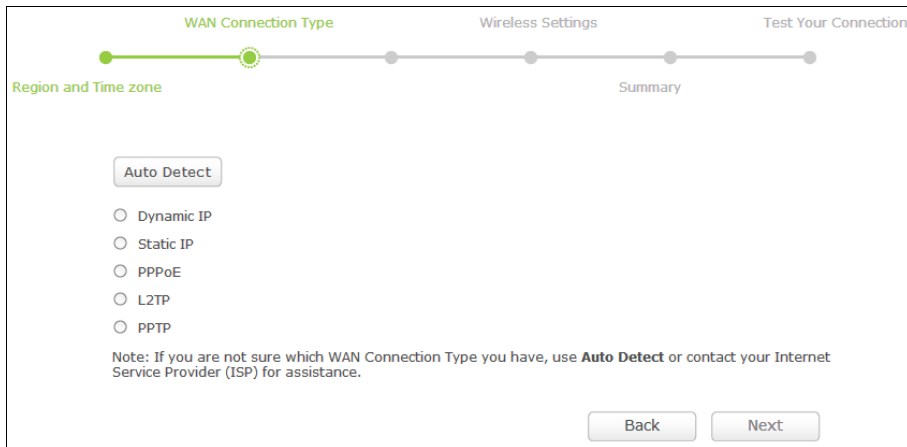 WAN Connection Type
Wireless Settings
Test Your Connection
Region and Time zone
Summary
Auto Detect
Dynamic IP
Static IP
PPPoE
L2TP
PPTP
Note: If you are not sure which WAN Connection Type you have, use Auto Detect or contact your Internet
Service Provider (ISP) for assistance.
Back
Next